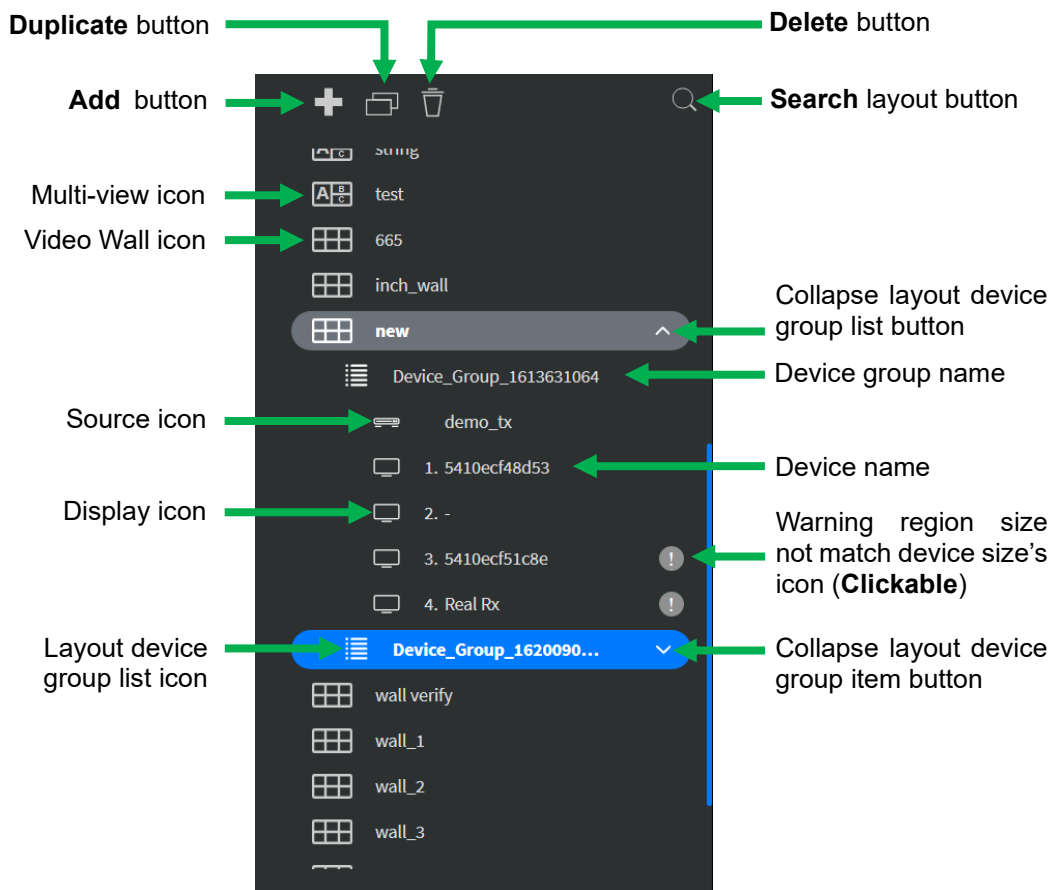 Duplicate button
Delete button
Add button
Search layout button
string
Multi-view icon
A B C
test
Video Wall icon
665
inch_wall
Collapse layout device
group list button
new
Device_Group_1613631064
Device group name
Source icon
demo_tx
1. 5410ecf48d53
Device name
Display icon
2. -
Warning region size
not match device size's
icon (Clickable)
3. 5410ecf51c8e
!
4. Real Rx
!
Layout device
group list icon
Device_Group_1620090...
Collapse layout device
group item button
wall verify
wall_1
wall_2
wall_3